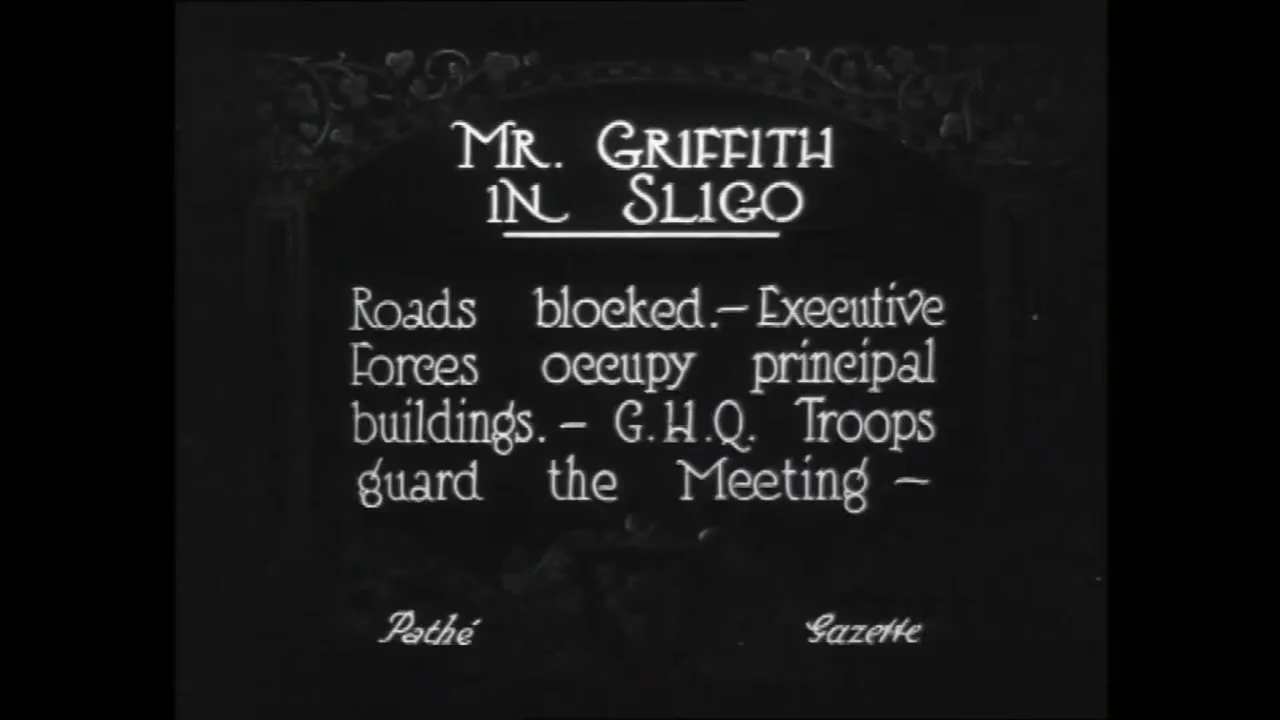 MR. GRIFFITH
IN SLIGO
Roads blocked.— Executive
Forces occupy principal
buildings. — G.H.Q. Troops
guard the Meeting —
Pathé Gazette